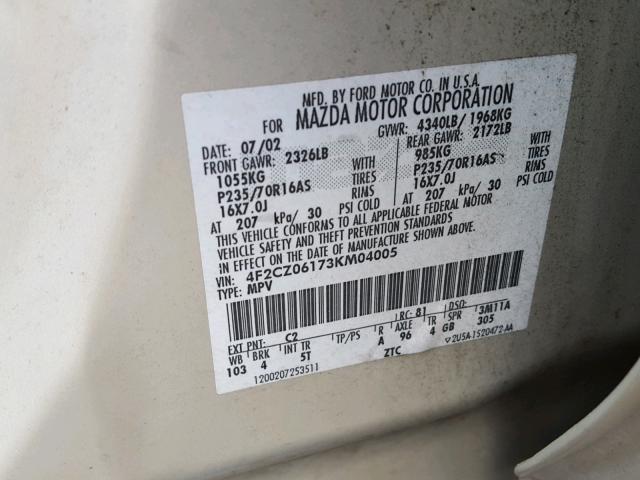 MFD. BY FORD MOTOR CO. IN U.S.A.
FOR MAZDA MOTOR CORPORATION
DATE: 07/02 GVWR: 4340LB/1968KG
FRONT GAWR: 2326LB REAR GAWR: 2172LB
1055KG WITH 985KG WITH
P235/70R16AS TIRES P235/70R16AS TIRES
16X7.0J RIMS 16X7.0J RIMS
AT 207 kPa/ 30 PSI COLD AT 207 kPa/ 30 PSI COLD
THIS VEHICLE CONFORMS TO ALL APPLICABLE FEDERAL MOTOR
VEHICLE SAFETY AND THEFT PREVENTION STANDARDS
IN EFFECT ON THE DATE OF MANUFACTURE SHOWN ABOVE.
VIN: 4F2CZ06173KM04005
TYPE: MPV
EXT PNT: C2 RC: 81 DSO:
WB BRK INT TR TP/PS R AXLE TR SPR 3M11A
103 4 5T A 96 4 GB 305
ZTC
1200207253511 2U5A-1520472 AA